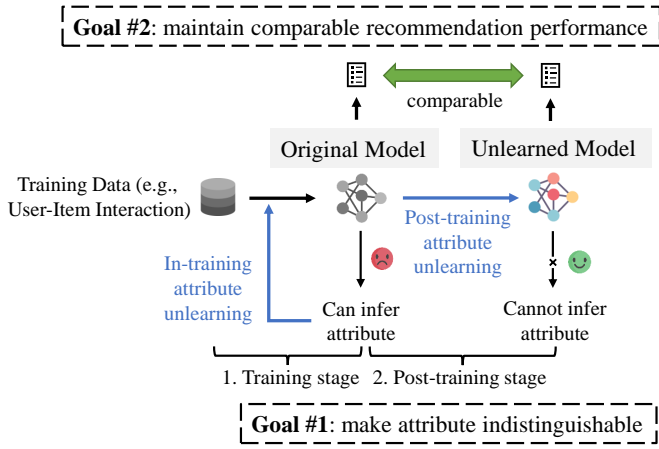 Goal #2: maintain comparable recommendation performance
comparable
Original Model
Unlearned Model
Training Data (e.g.,
User-Item Interaction)
Post-training
attribute
unlearning
In-training
attribute
unlearning
Can infer
attribute
Cannot infer
attribute
1. Training stage
2. Post-training stage
Goal #1: make attribute indistinguishable